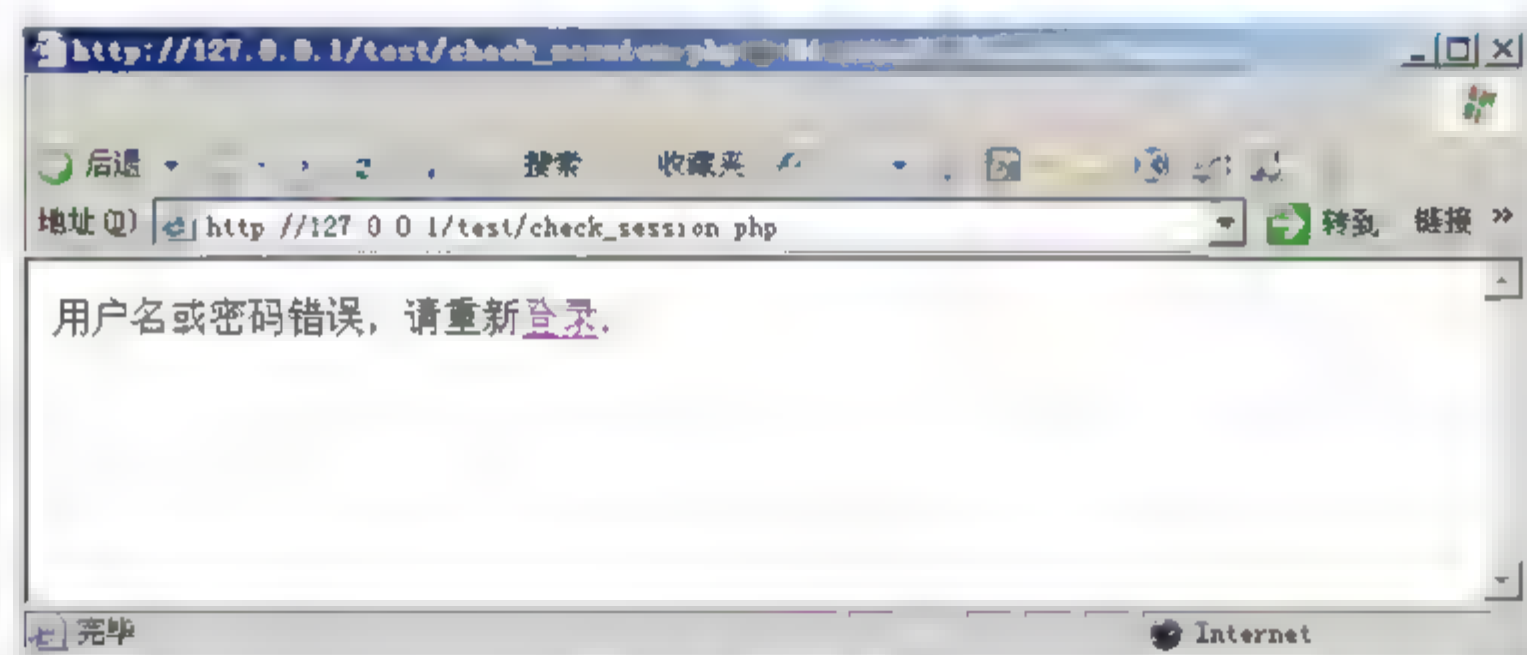 http://127.0.0.1/test/check_session.php
后退 搜索 收藏夹
地址(D) http //127 0 0 1/test/check_session php 转到 链接 »
用户名或密码错误，请重新登录.
完毕 Internet